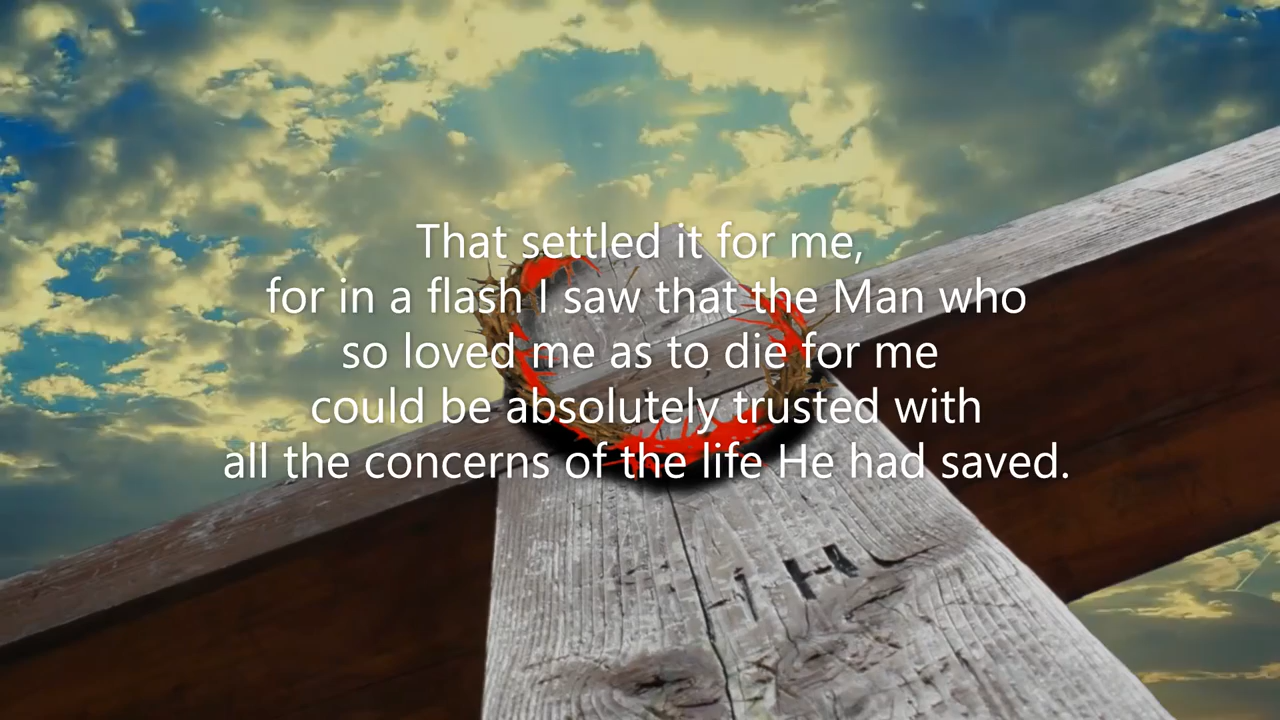 That settled it for me,
for in a flash I saw that the Man who
so loved me as to die for me
could be absolutely trusted with
all the concerns of the life He had saved.